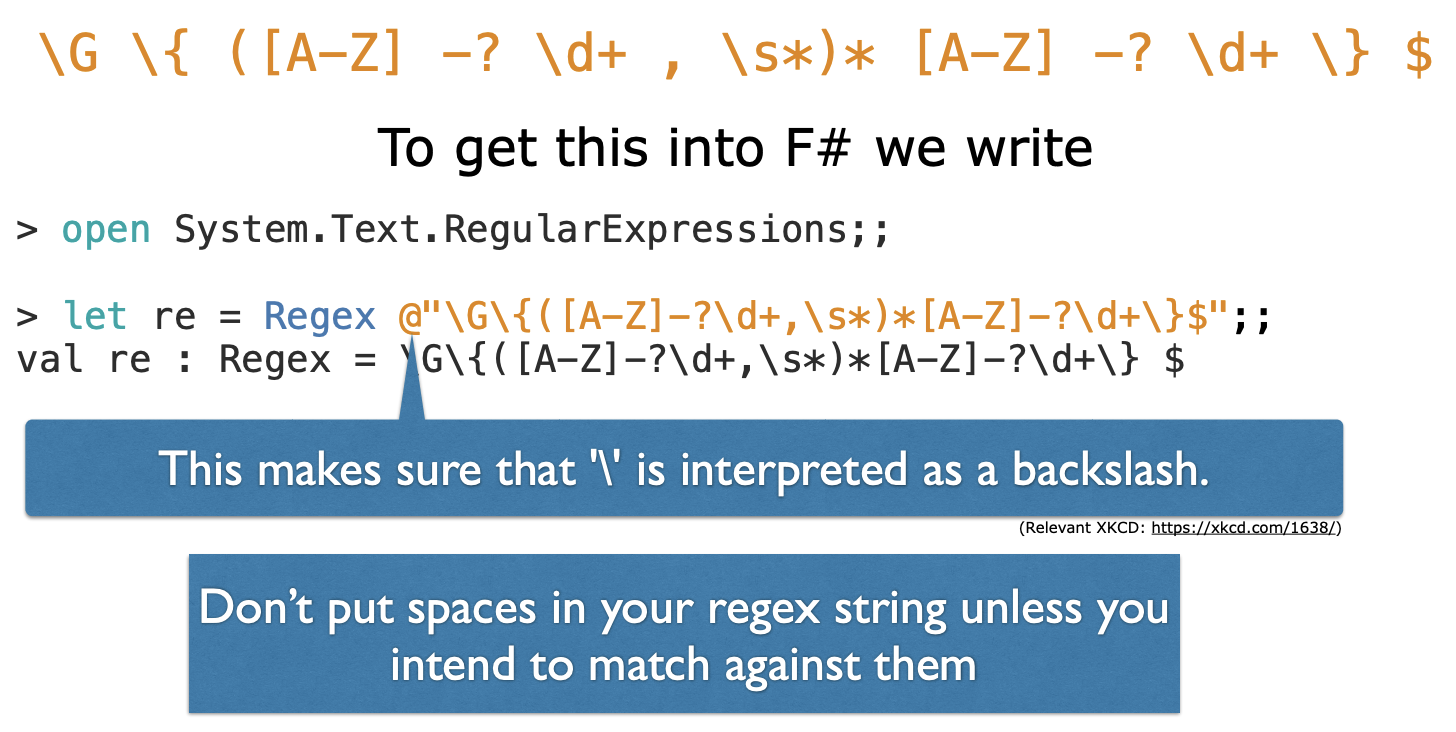 \G \{ ([A-Z] -? \d+ , \s*)* [A-Z] -? \d+ \} $
To get this into F# we write
> open System.Text.RegularExpressions;;
> let re = Regex @"\G\{([A-Z]-?\d+,\s*)*[A-Z]-?\d+\}$";;
val re : Regex = \G\{([A-Z]-?\d+,\s*)*[A-Z]-?\d+\} $
This makes sure that '\' is interpreted as a backslash.
(Relevant XKCD: https://xkcd.com/1638/)
Don’t put spaces in your regex string unless you
intend to match against them